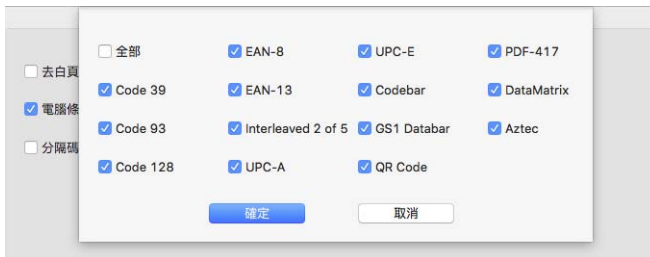 全部 EAN-8 UPC-E PDF-417
去白頁
Code 39 EAN-13 Codebar DataMatrix
電腦條
Code 93 Interleaved 2 of 5 GS1 Databar Aztec
分隔碼
Code 128 UPC-A QR Code
確定 取消